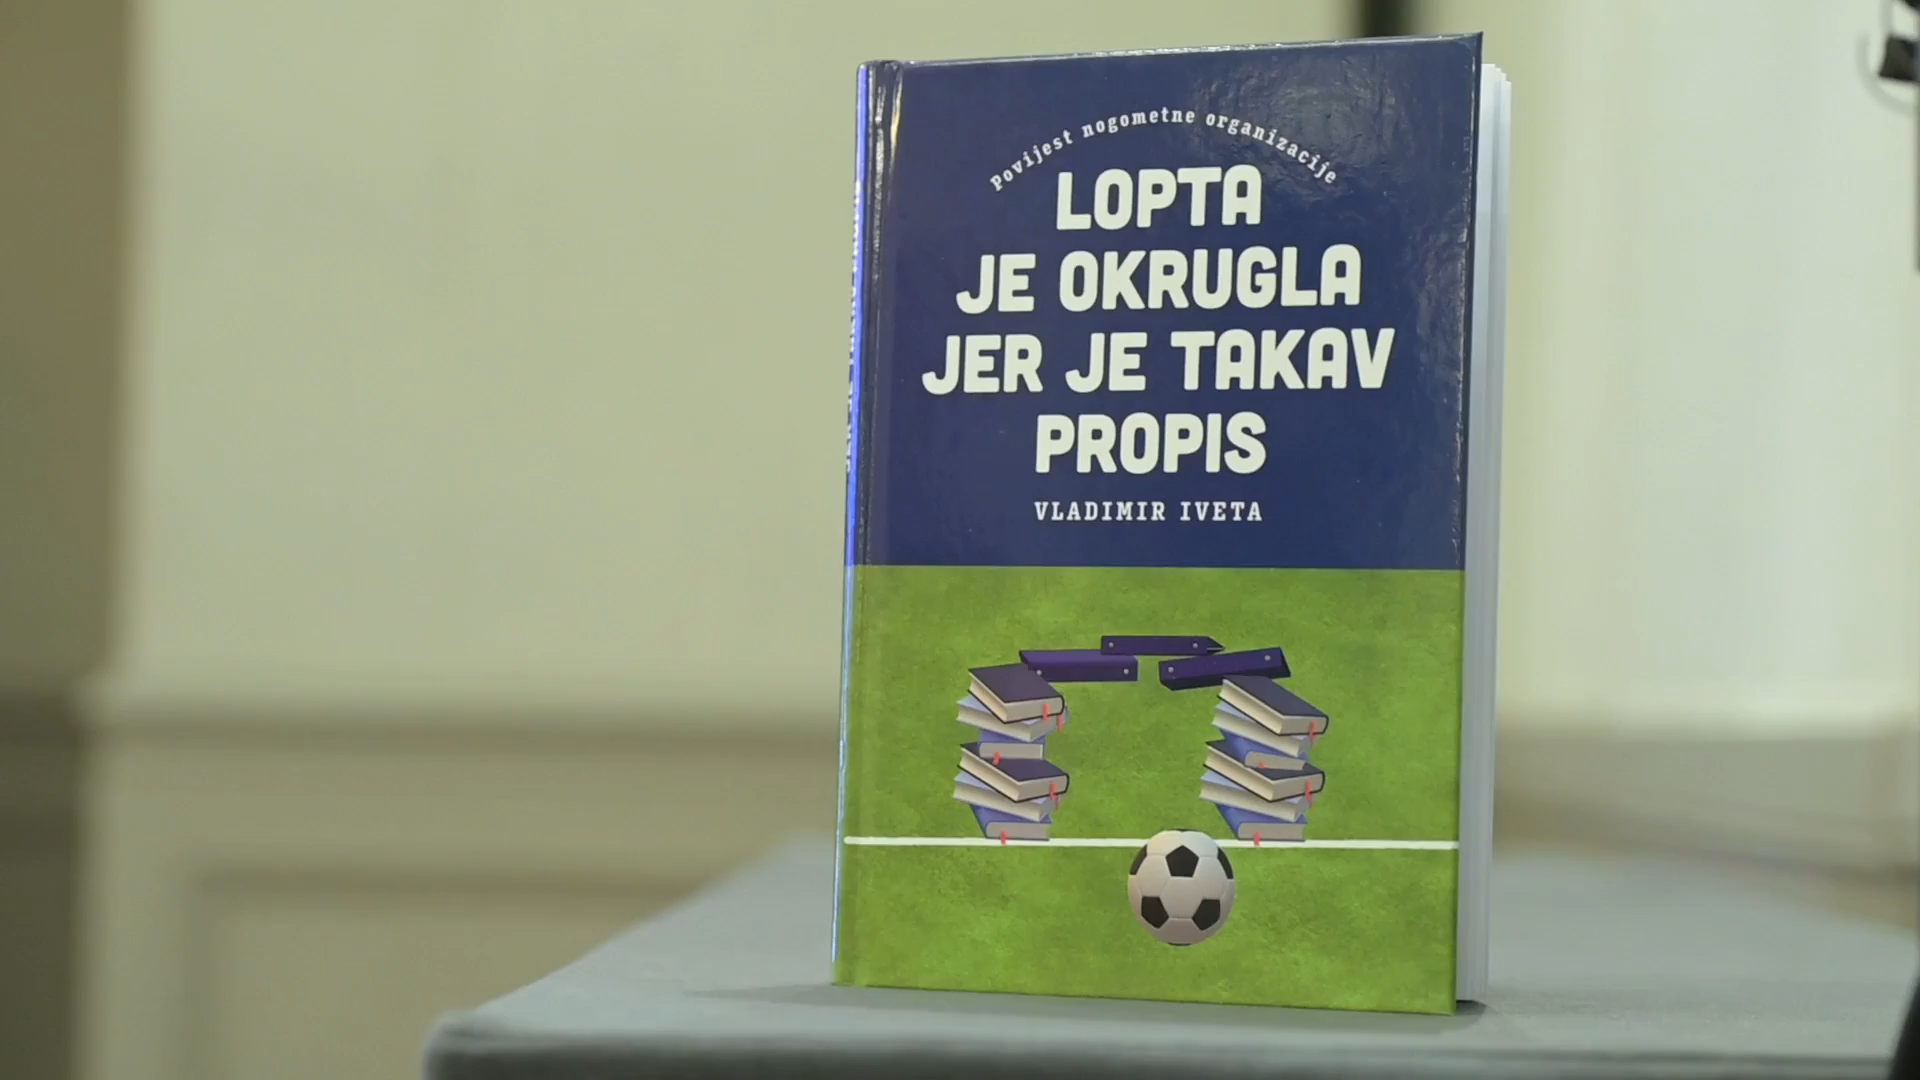 Povijest nogometne organizacije
LOPTA
JE OKRUGLA
JER JE TAKAV
PROPIS
VLADIMIR IVETA